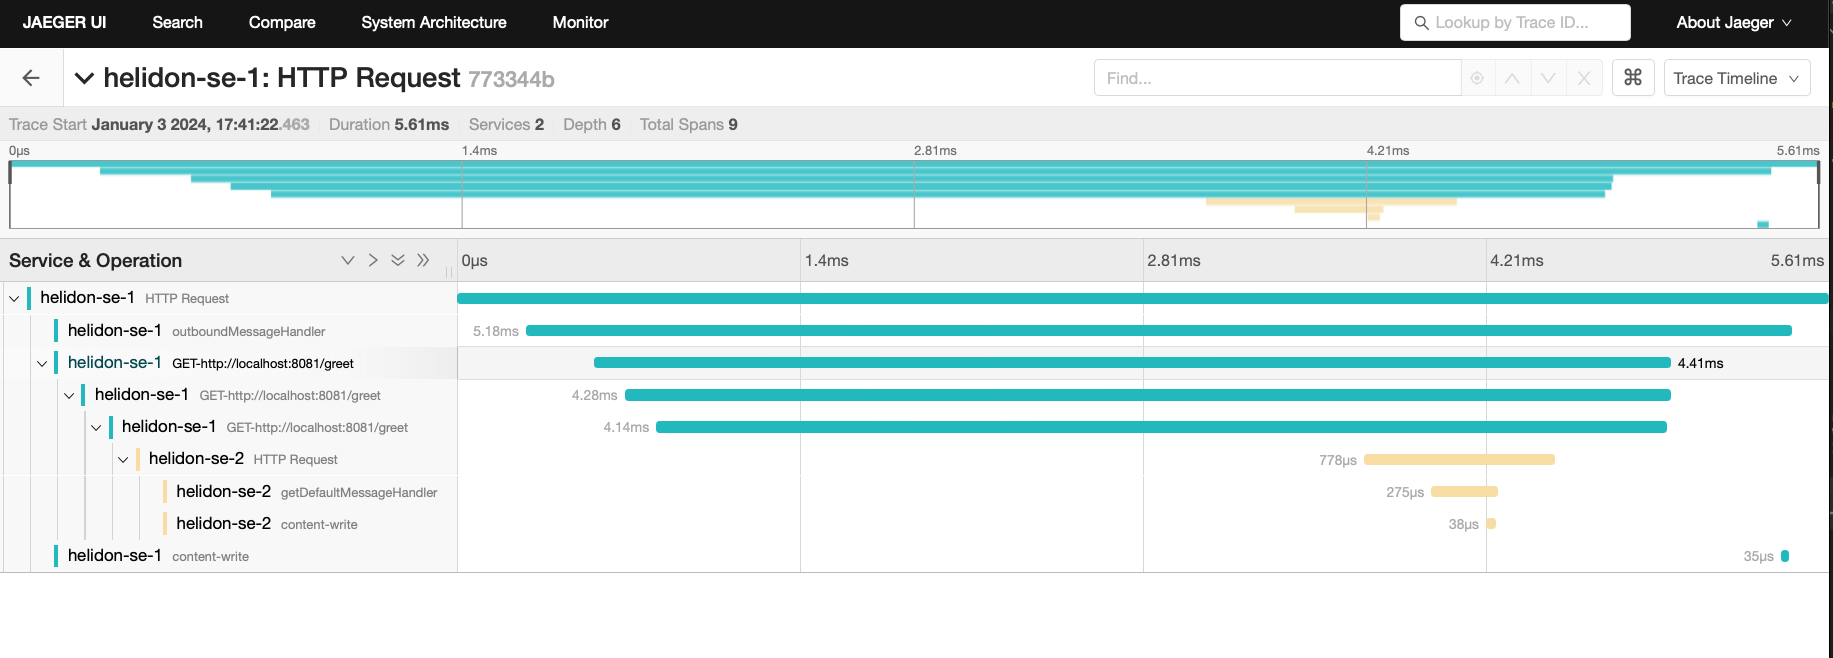 JAEGER UI Search Compare System Architecture Monitor Lookup by Trace ID... About Jaeger
helidon-se-1: HTTP Request 773344b Find... ⌘ Trace Timeline
Trace Start January 3 2024, 17:41:22.463 Duration 5.61ms Services 2 Depth 6 Total Spans 9
0μs 1.4ms 2.81ms 4.21ms 5.61ms
Service & Operation 0μs 1.4ms 2.81ms 4.21ms 5.61ms
helidon-se-1 HTTP Request
helidon-se-1 outboundMessageHandler 5.18ms
helidon-se-1 GET-http://localhost:8081/greet 4.41ms
helidon-se-1 GET-http://localhost:8081/greet 4.28ms
helidon-se-1 GET-http://localhost:8081/greet 4.14ms
helidon-se-2 HTTP Request 778μs
helidon-se-2 getDefaultMessageHandler 275μs
helidon-se-2 content-write 38μs
helidon-se-1 content-write 35μs